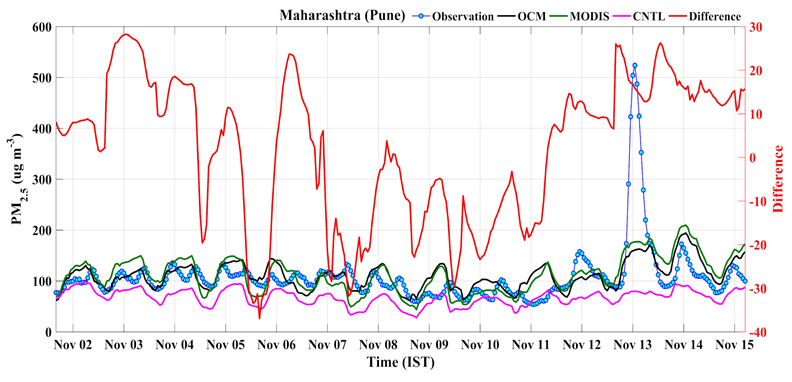 Maharashtra (Pune)
Observation OCM MODIS CNTL Difference
600
500
400
300
200
100
0
PM2.5 (ug m-3)
30
20
10
0
-10
-20
-30
-40
Difference
Nov 02 Nov 03 Nov 04 Nov 05 Nov 06 Nov 07 Nov 08 Nov 09 Nov 10 Nov 11 Nov 12 Nov 13 Nov 14 Nov 15
Time (IST)